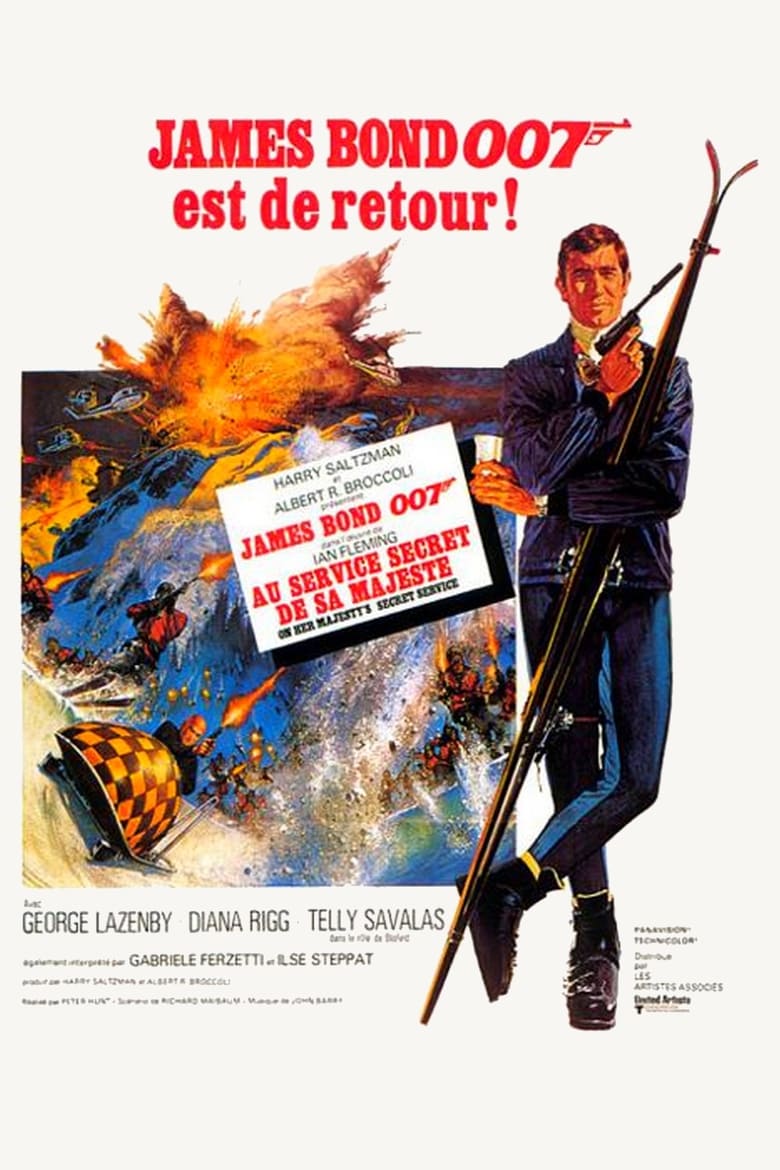 JAMES BOND 007
est de retour!
HARRY SALTZMAN
et
ALBERT R. BROCCOLI
présentent
JAMES BOND 007
dans l'œuvre de
IAN FLEMING
AU SERVICE SECRET
DE SA MAJESTE
ON HER MAJESTY'S SECRET SERVICE
Avec
GEORGE LAZENBY · DIANA RIGG · TELLY SAVALAS
dans le rôle de Blofeld
également interprété par GABRIELE FERZETTI et ILSE STEPPAT
produit par HARRY SALTZMAN et ALBERT R. BROCCOLI
Réalisé par PETER HUNT - Scénario de RICHARD MAIBAUM - Musique de JOHN BARRY
PANAVISION®
TECHNICOLOR®
Distribué
par
LES
ARTISTES ASSOCIÉS
United Artists